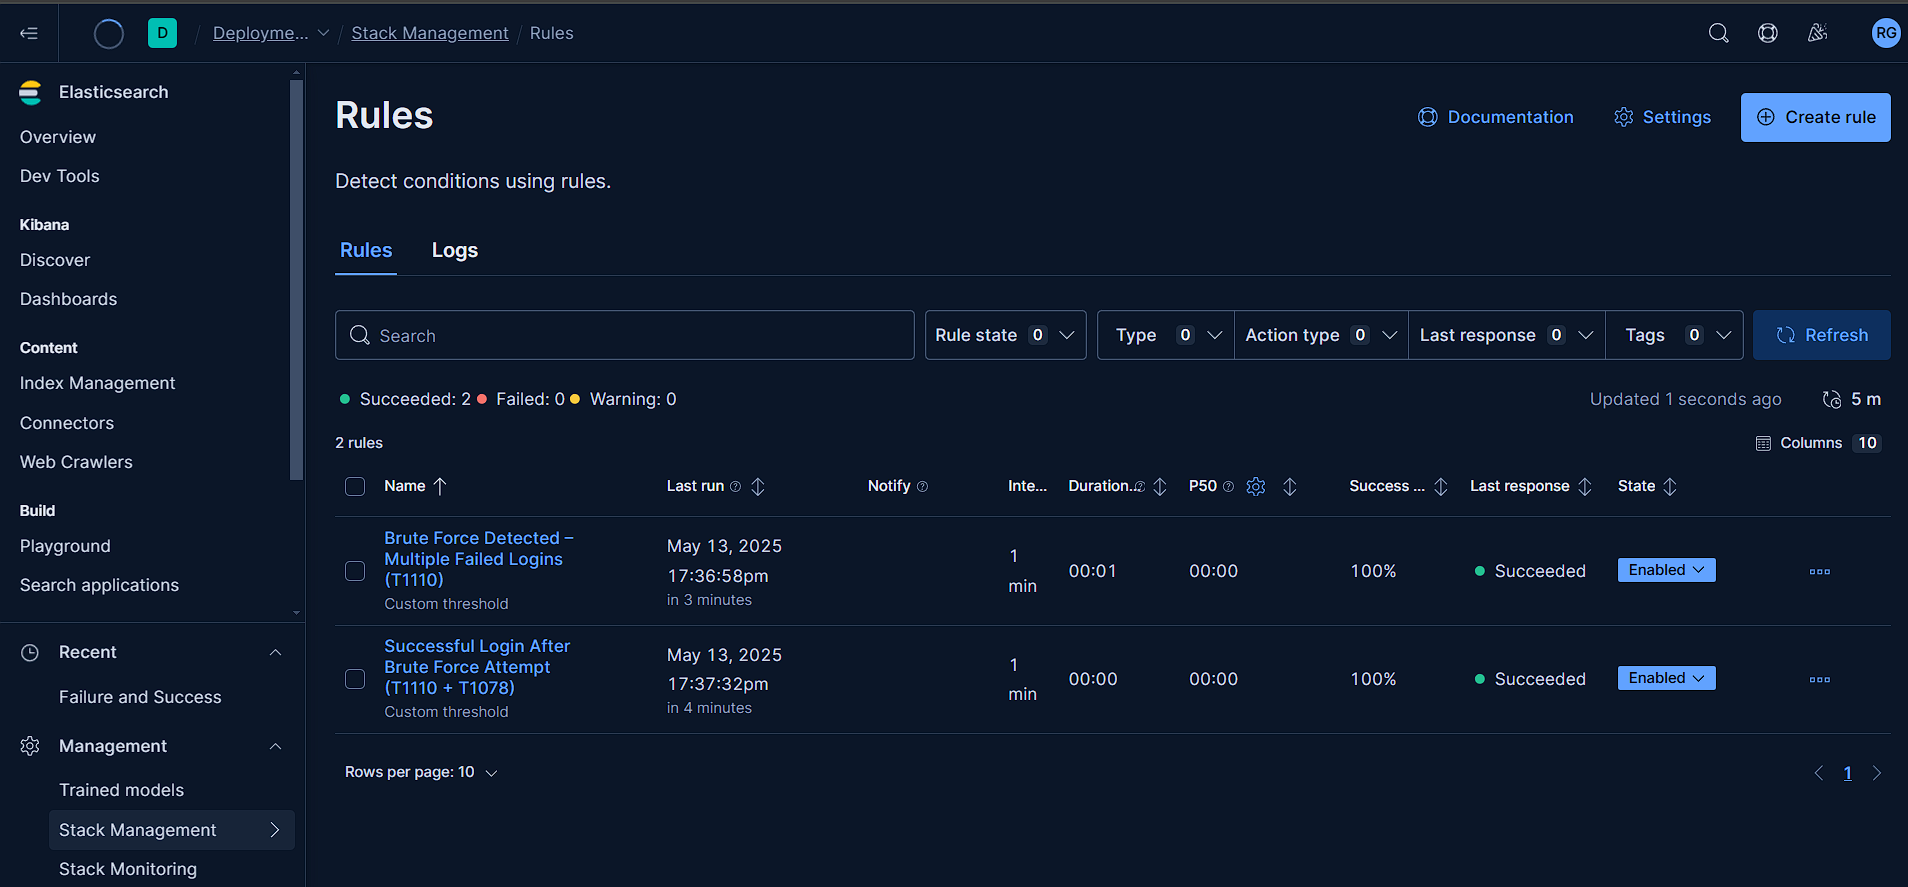 D / Deployme... / Stack Management / Rules
RG
Elasticsearch
Overview
Dev Tools
Kibana
Discover
Dashboards
Content
Index Management
Connectors
Web Crawlers
Build
Playground
Search applications
Recent
Failure and Success
Management
Trained models
Stack Management
Stack Monitoring
Rules
Documentation
Settings
Create rule
Detect conditions using rules.
Rules Logs
Search
Rule state 0
Type 0
Action type 0
Last response 0
Tags 0
Refresh
Succeeded: 2 Failed: 0 Warning: 0
Updated 1 seconds ago 5 m
2 rules
Columns 10
Name Last run Notify Inte... Duration... P50 Success ... Last response State
Brute Force Detected –
Multiple Failed Logins
(T1110)
Custom threshold
May 13, 2025
17:36:58pm
in 3 minutes
1
min
00:01
00:00
100%
Succeeded
Enabled
Successful Login After
Brute Force Attempt
(T1110 + T1078)
Custom threshold
May 13, 2025
17:37:32pm
in 4 minutes
1
min
00:00
00:00
100%
Succeeded
Enabled
Rows per page: 10
1